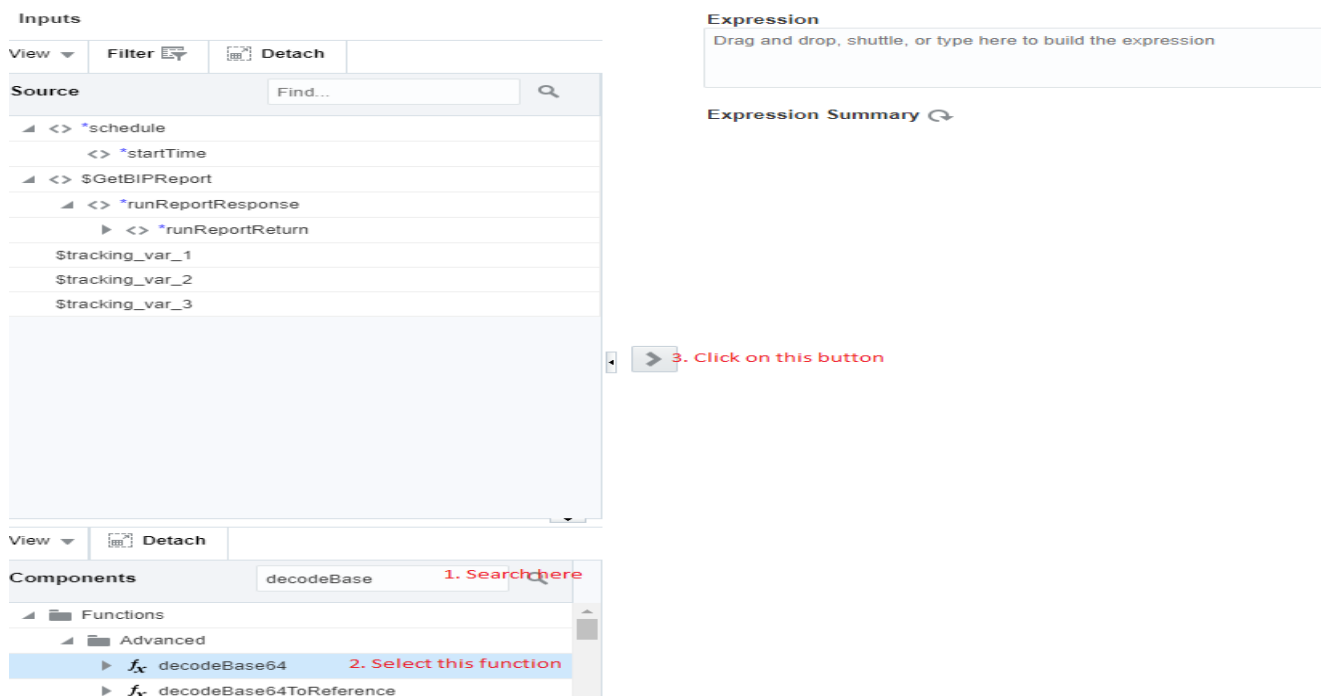 Inputs
View
Filter
Detach
Source
Find...
<> *schedule
<> *startTime
<> $GetBIPReport
<> *runReportResponse
<> *runReportReturn
$tracking_var_1
$tracking_var_2
$tracking_var_3
View
Detach
Components
decodeBase
1. Search here
Functions
Advanced
fx decodeBase64
2. Select this function
fx decodeBase64ToReference
3. Click on this button
Expression
Drag and drop, shuttle, or type here to build the expression
Expression Summary